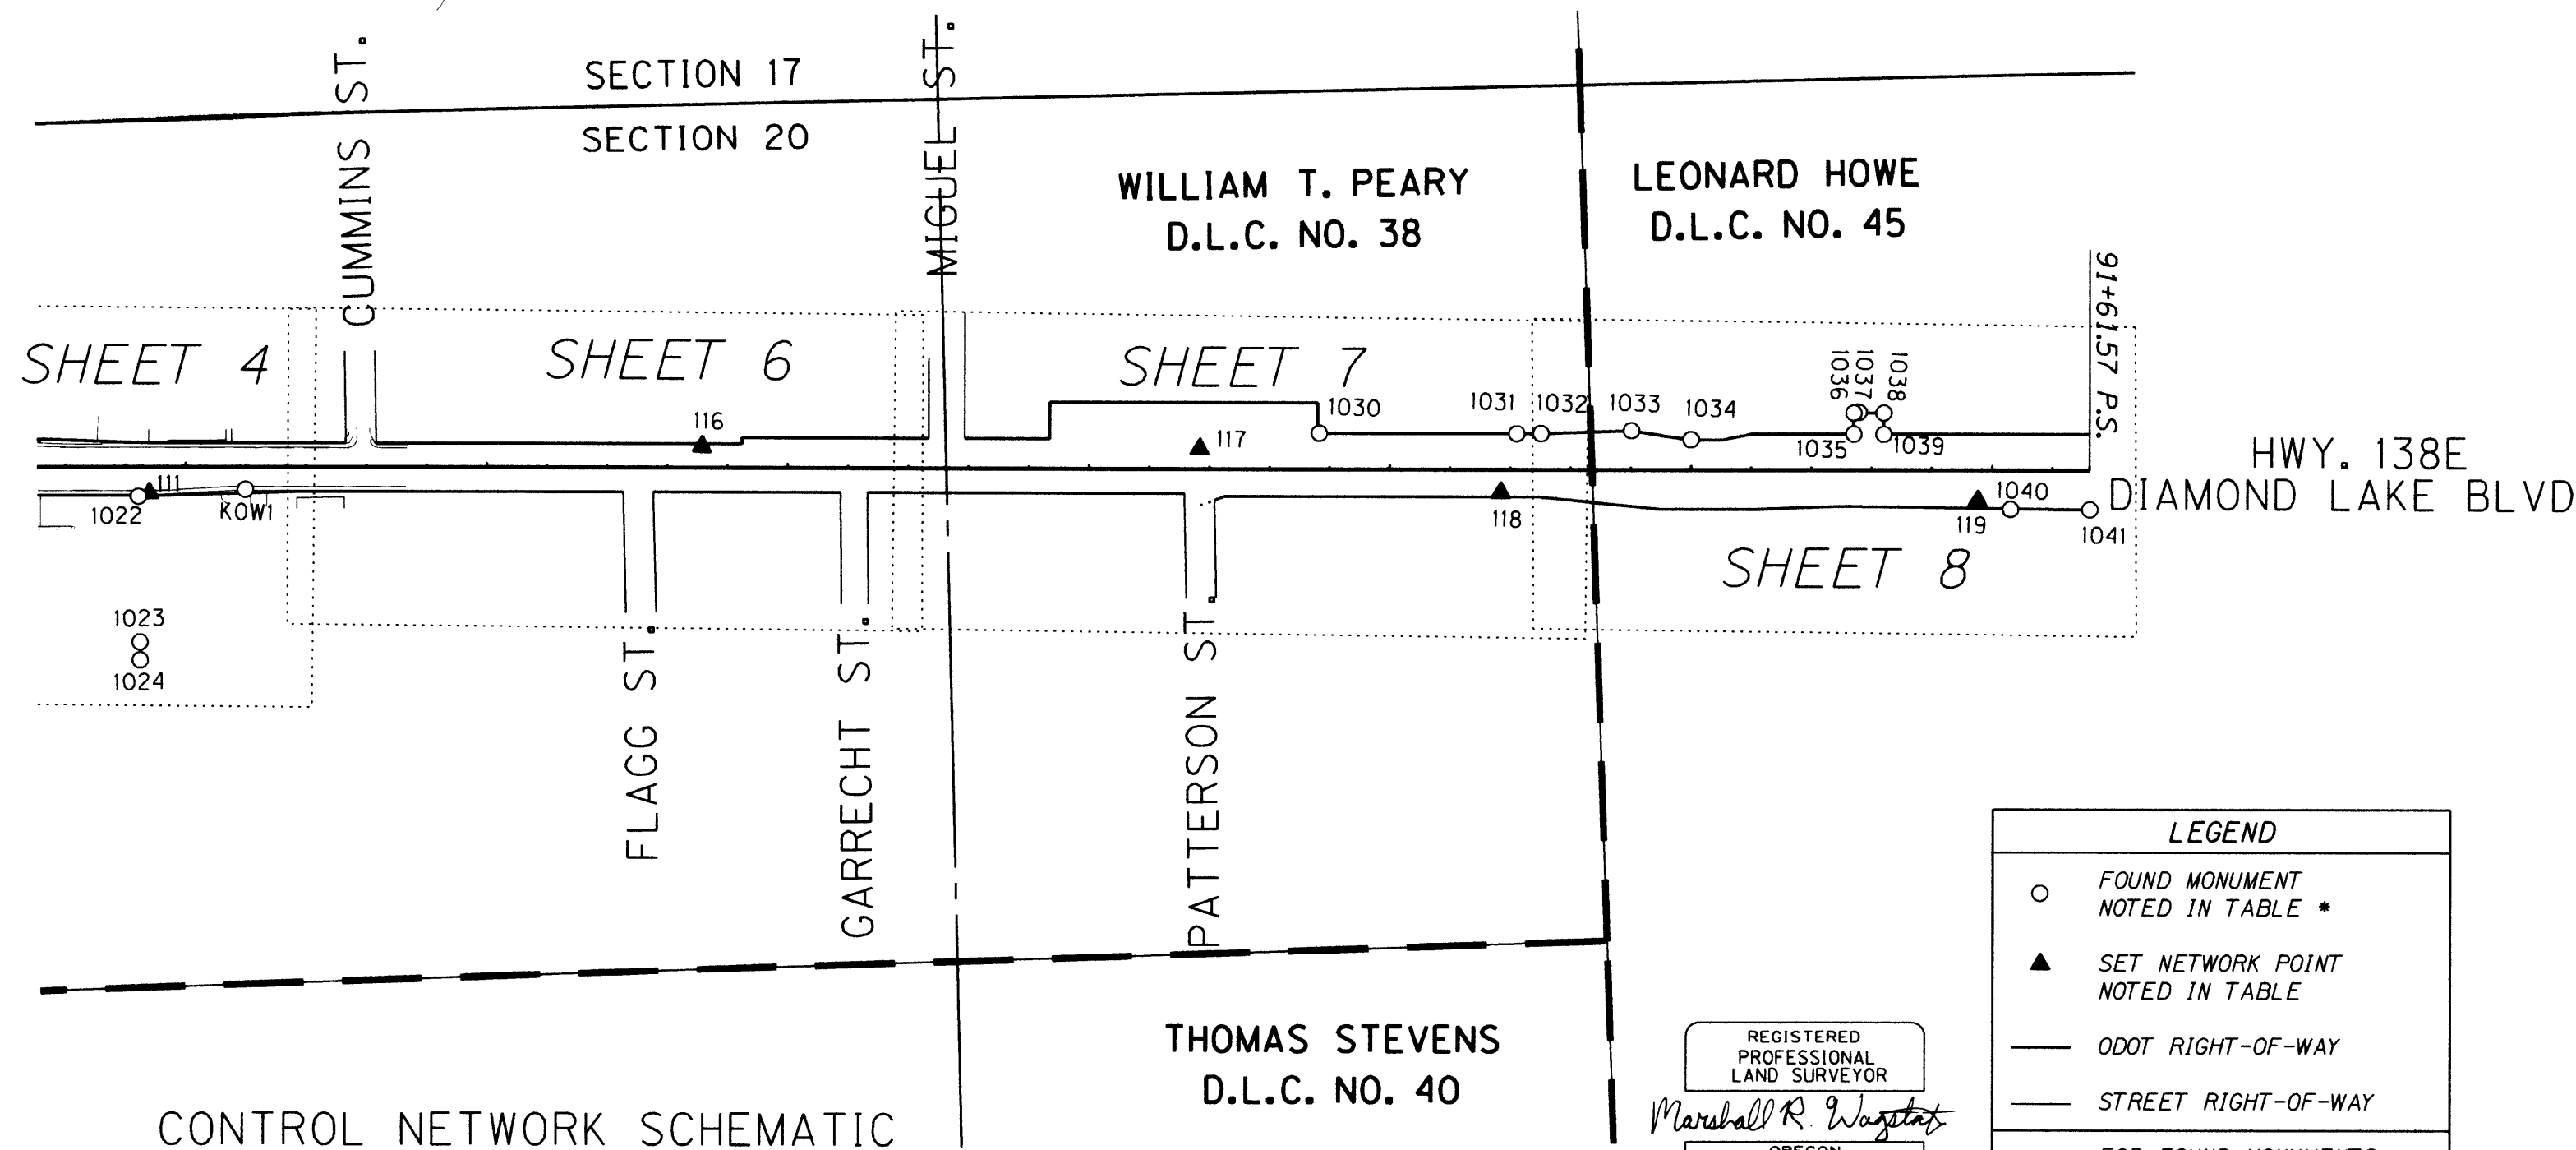 CUMMINS ST.
MIGUEL ST.
SECTION 17
SECTION 20
WILLIAM T. PEARY
D.L.C. NO. 38
LEONARD HOWE
D.L.C. NO. 45
91+61.57 P.S.
SHEET 4
SHEET 6
SHEET 7
1036
1037
1038
116
117
1030
1031
1032
1033
1034
1035
1039
HWY. 138E
DIAMOND LAKE BLVD
111
1022
KOW1
118
119
1040
1041
SHEET 8
1023
1024
FLAGG ST.
GARRECHT ST.
PATTERSON ST.
THOMAS STEVENS
D.L.C. NO. 40
CONTROL NETWORK SCHEMATIC
REGISTERED
PROFESSIONAL
LAND SURVEYOR
Marshall R. Wagstaff
OREGON
LEGEND
FOUND MONUMENT
NOTED IN TABLE *
SET NETWORK POINT
NOTED IN TABLE
ODOT RIGHT-OF-WAY
STREET RIGHT-OF-WAY
FOR FOUND MONUMENTS